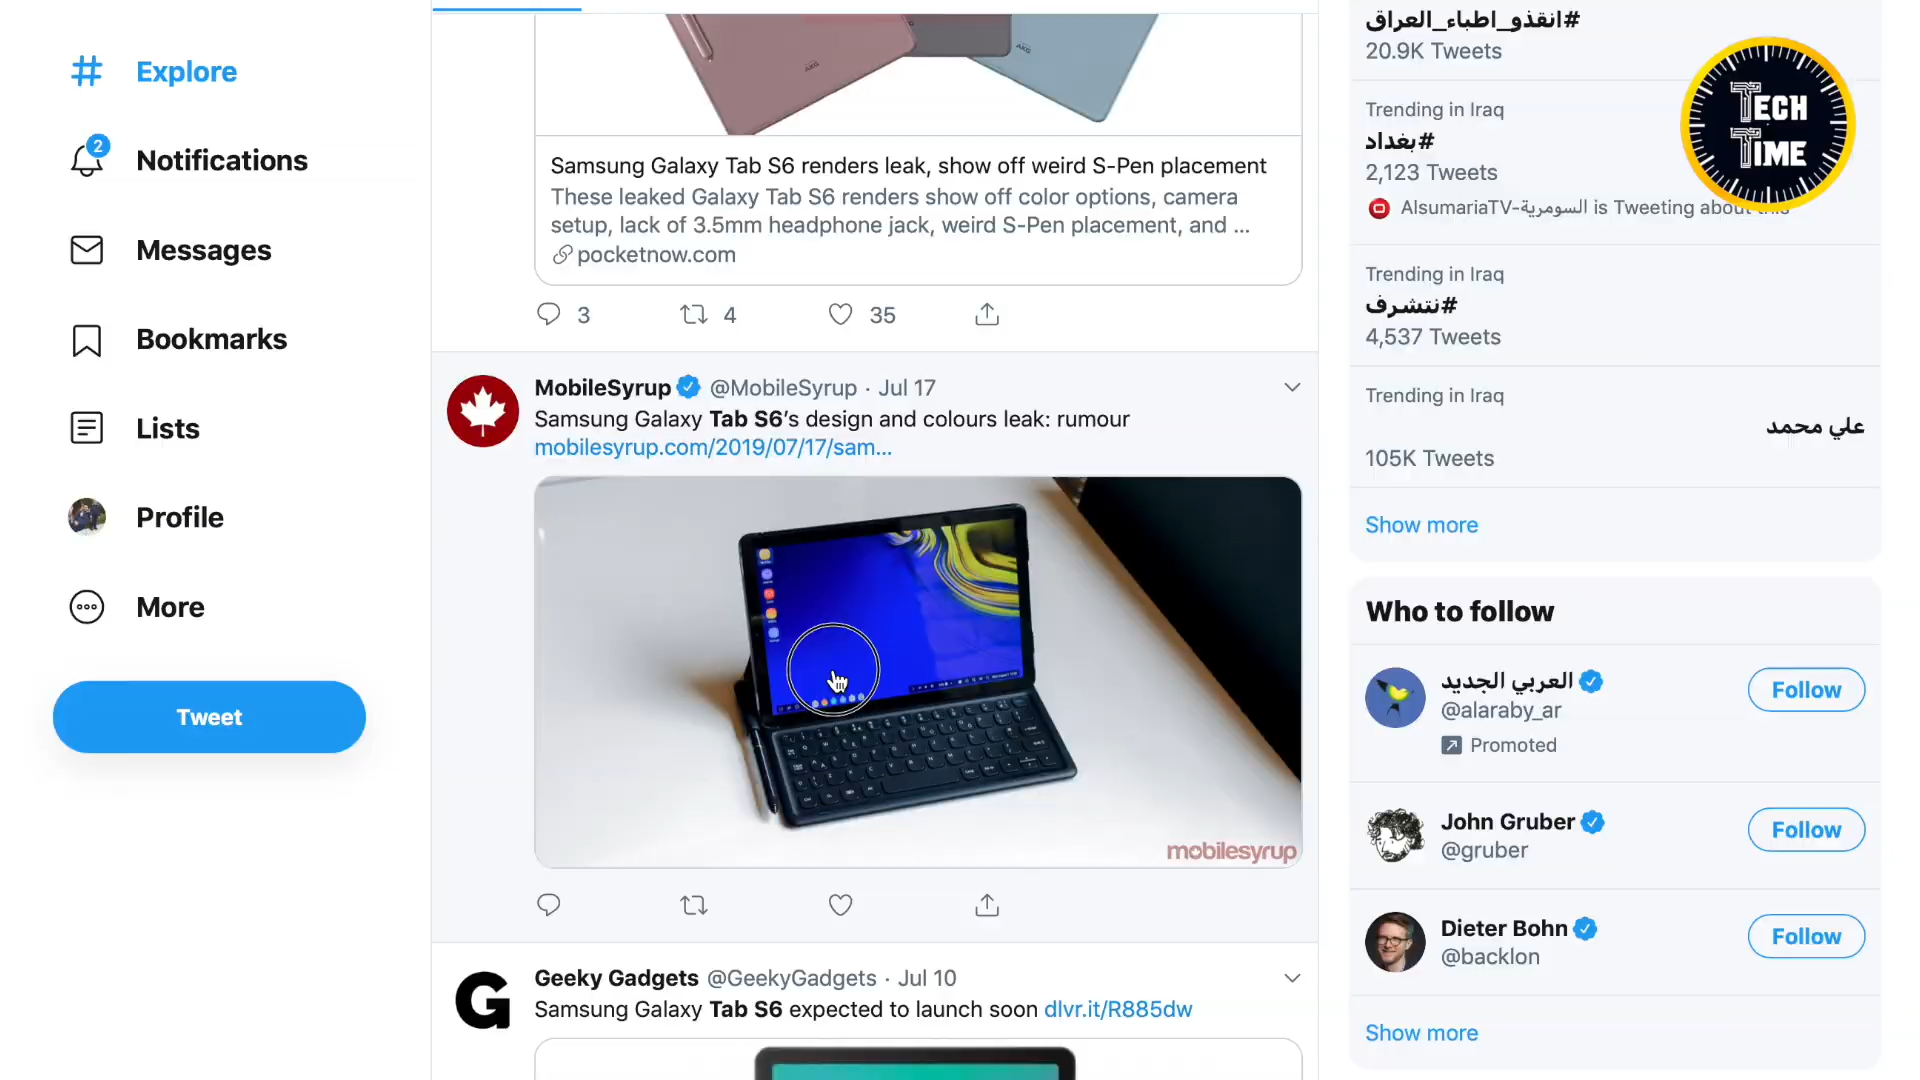 Explore
2
Notifications
Messages
Bookmarks
Lists
Profile
More
Tweet
AKG
AKG
Samsung Galaxy Tab S6 renders leak, show off weird S-Pen placement
These leaked Galaxy Tab S6 renders show off color options, camera
setup, lack of 3.5mm headphone jack, weird S-Pen placement, and ...
pocketnow.com
3
4
35
MobileSyrup @MobileSyrup · Jul 17
Samsung Galaxy Tab S6's design and colours leak: rumour
mobilesyrup.com/2019/07/17/sam...
mobilesyrup
Geeky Gadgets @GeekyGadgets · Jul 10
Samsung Galaxy Tab S6 expected to launch soon dlvr.it/R885dw
#انقذو_اطباء_العراق
20.9K Tweets
Trending in Iraq
#بغداد
2,123 Tweets
AlsumariaTV-السومرية is Tweeting about this
Trending in Iraq
#نتشرف
4,537 Tweets
Trending in Iraq
علي محمد
105K Tweets
Show more
TECH
TIME
Who to follow
العربي الجديد
@alaraby_ar
Promoted
Follow
John Gruber
@gruber
Follow
Dieter Bohn
@backlon
Follow
Show more